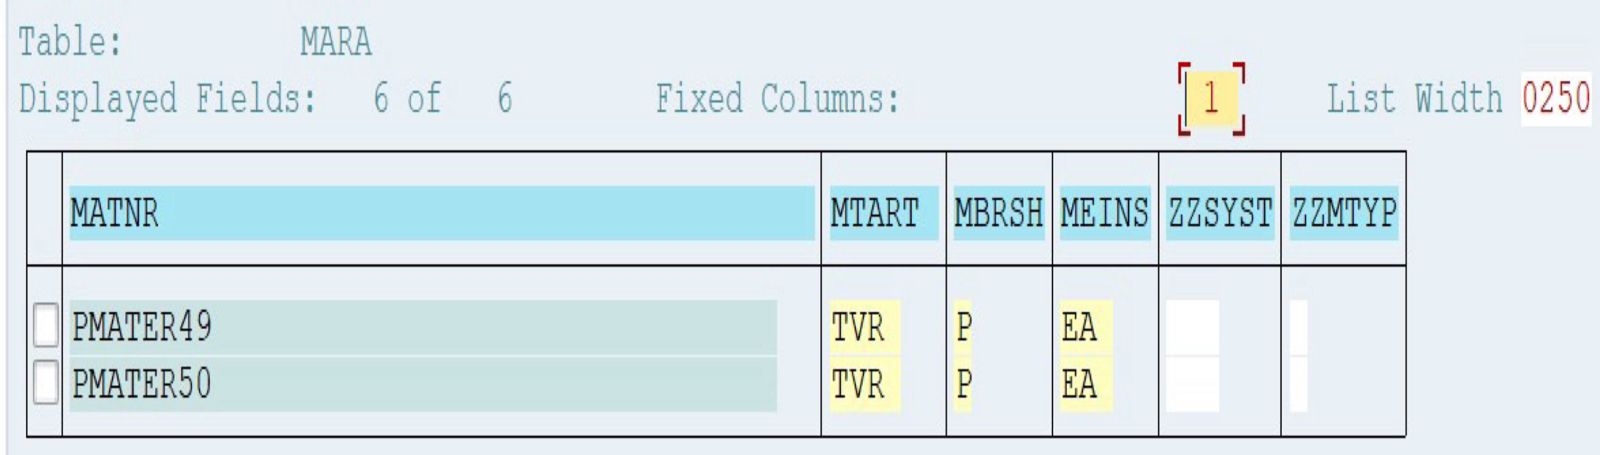 Table: MARA
Displayed Fields: 6 of 6 Fixed Columns: 1 List Width 0250
MATNR MTART MBRSH MEINS ZZSYST ZZMTYP
PMATER49 TVR P EA
PMATER50 TVR P EA